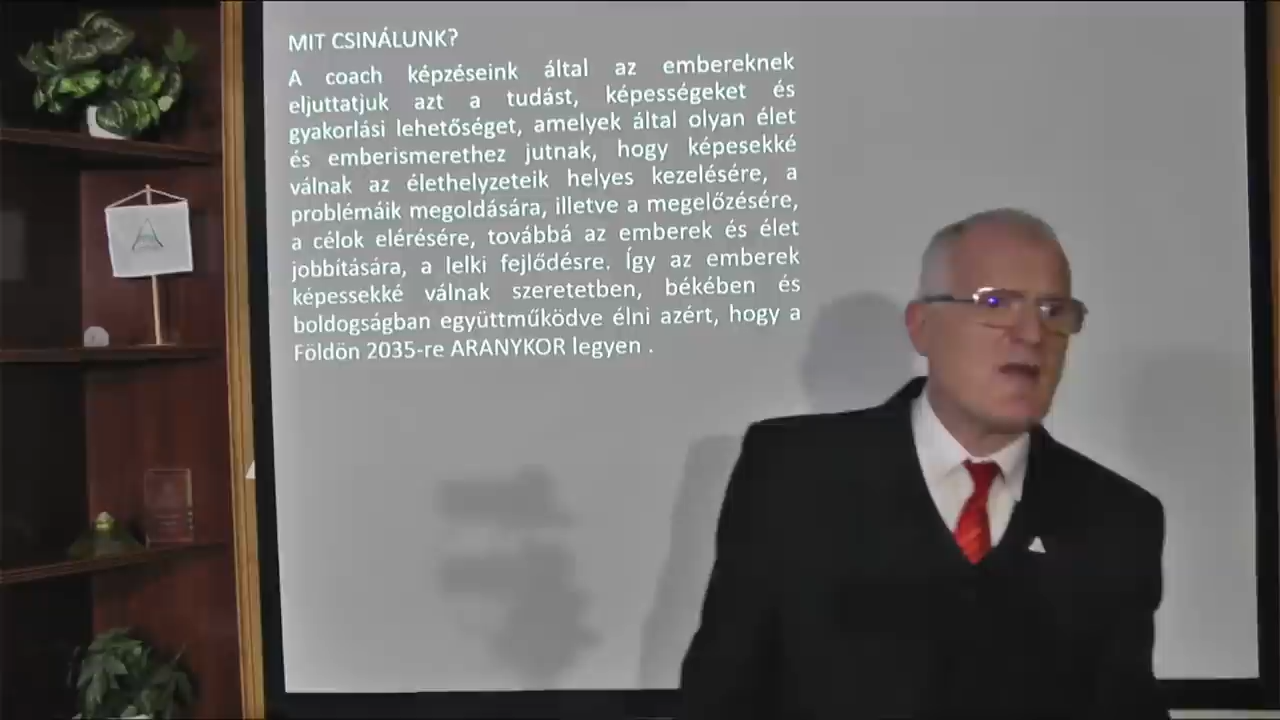 MIT CSINÁLUNK?
A coach képzéseink által az embereknek
eljuttatjuk azt a tudást, képességeket és
gyakorlási lehetőséget, amelyek által olyan élet
és emberismerethez jutnak, hogy képesekké
válnak az élethelyzeteik helyes kezelésére, a
problémáik megoldására, illetve a megelőzésére,
a célok elérésére, továbbá az emberek és élet
jobbítására, a lelki fejlődésre. Így az emberek
képessekké válnak szeretetben, békében és
boldogságban együttműködve élni azért, hogy a
Földön 2035-re ARANYKOR legyen .